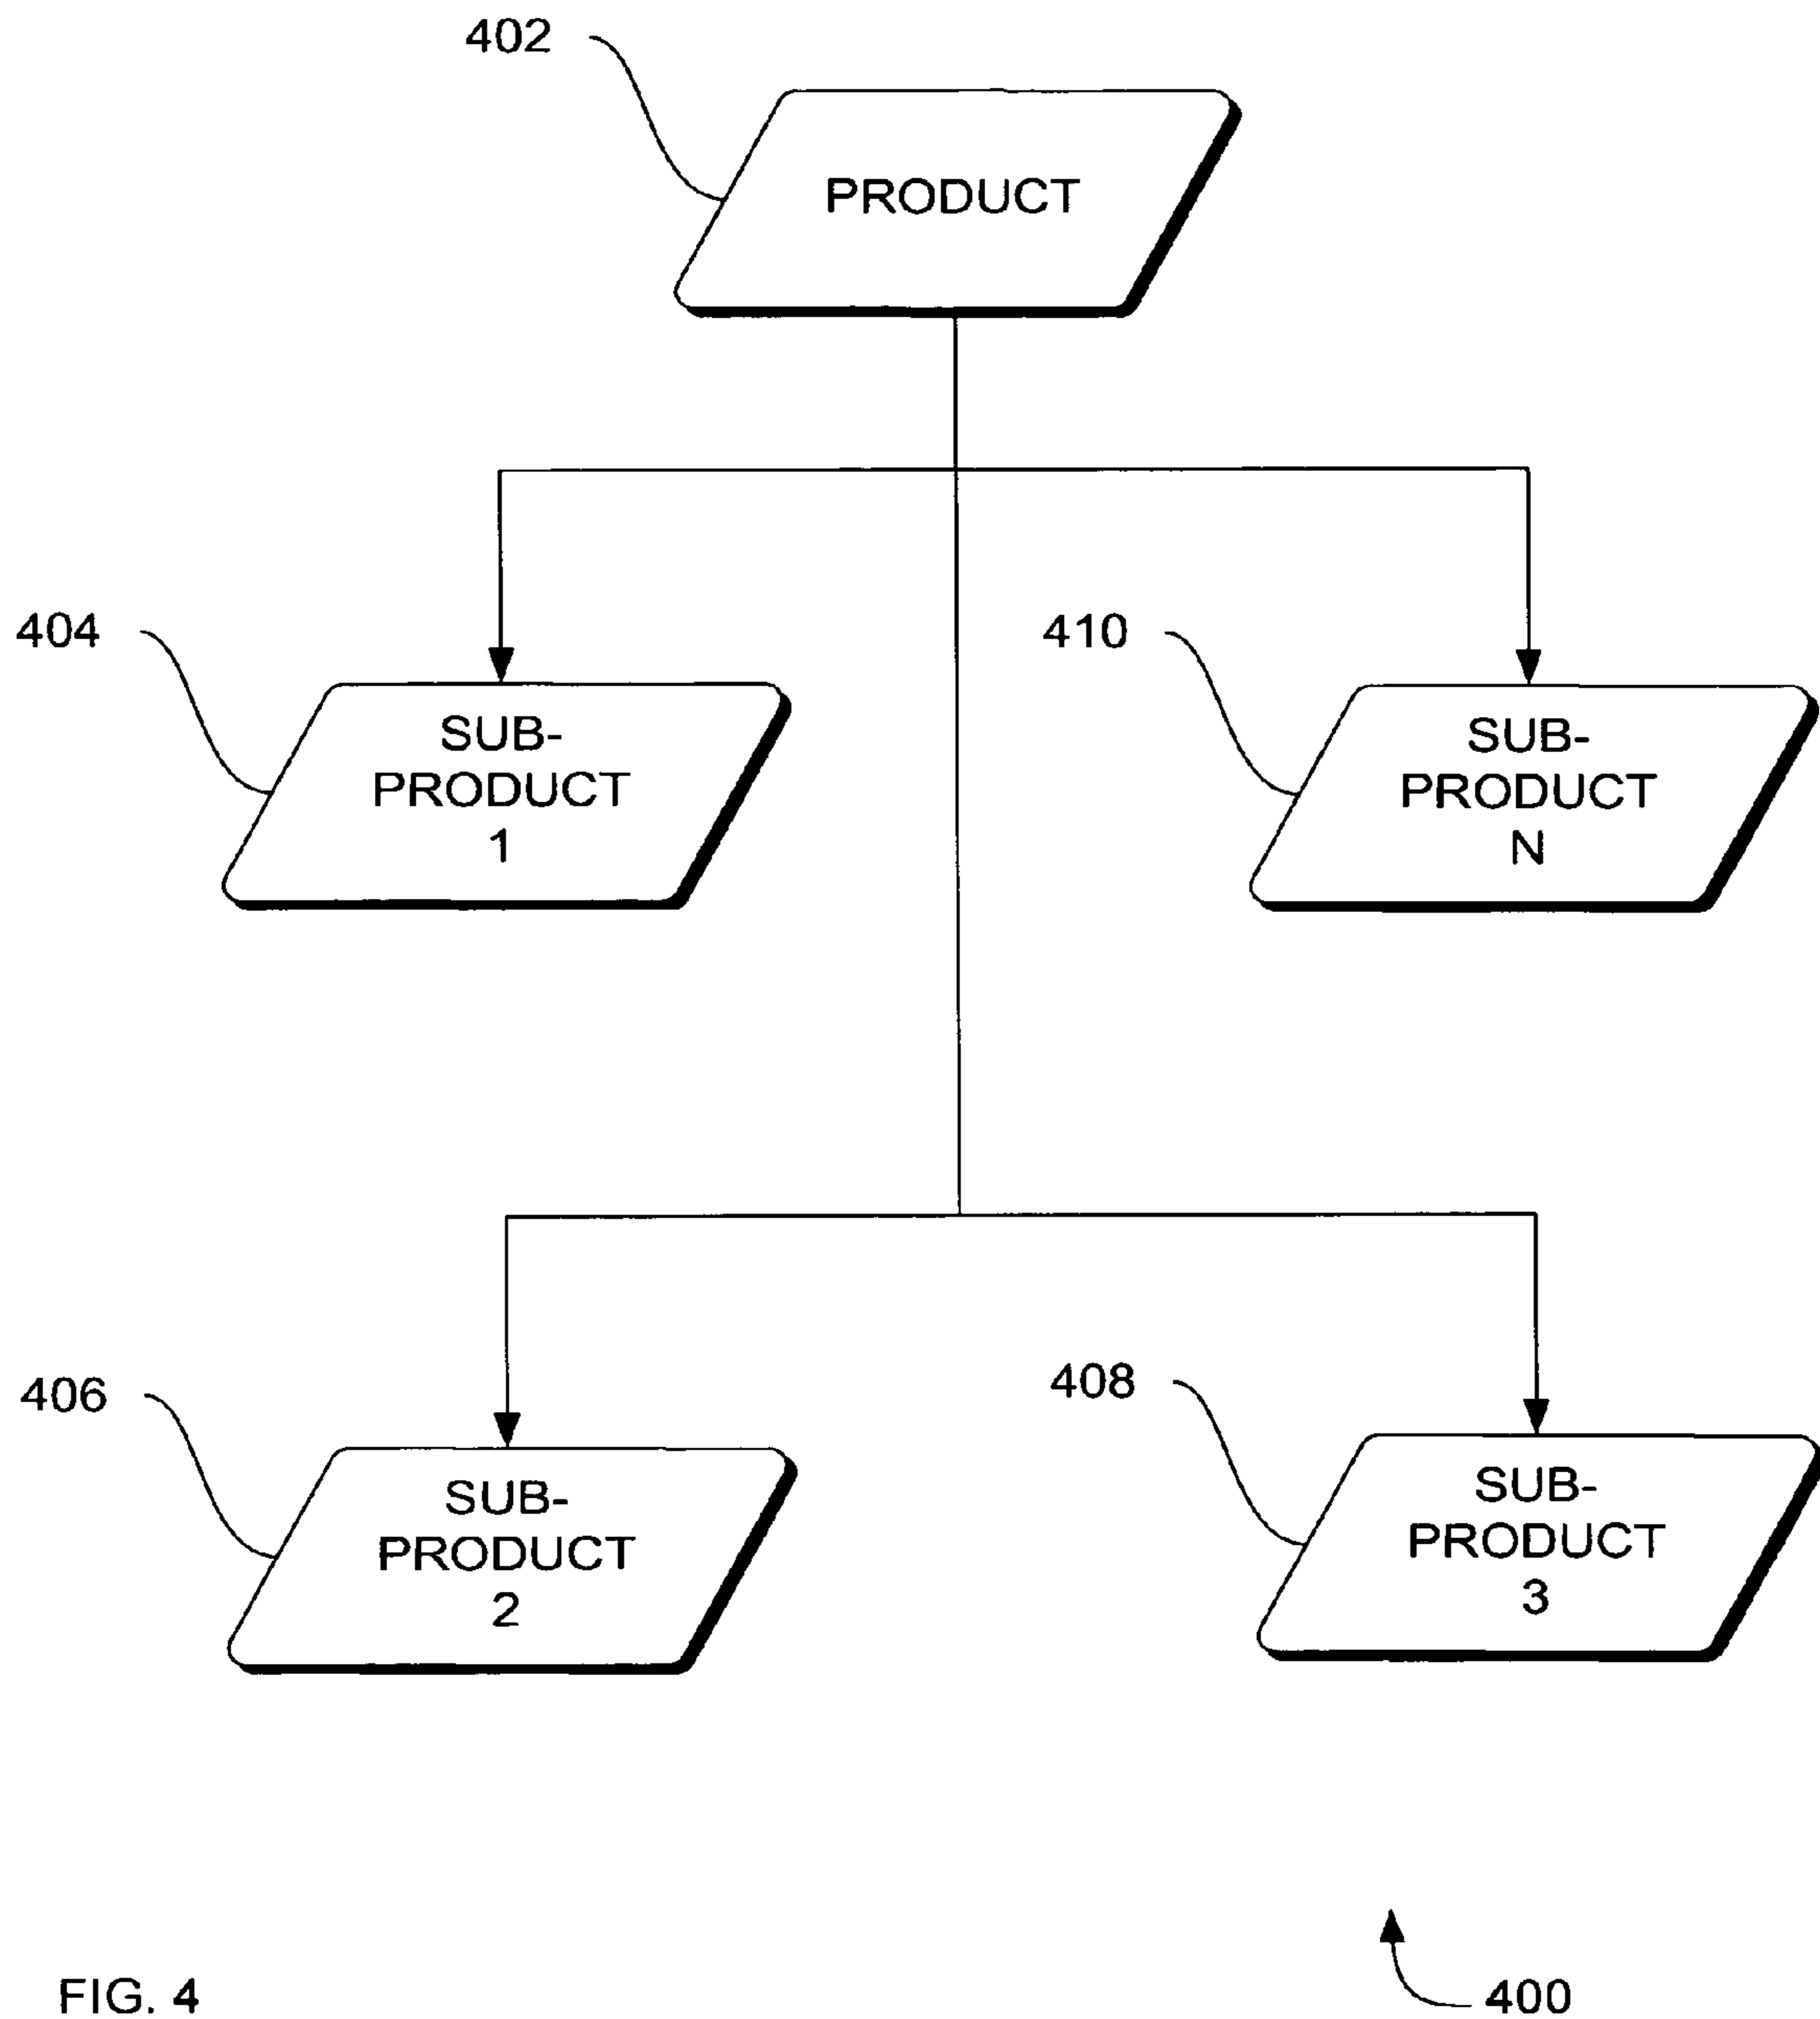 402
PRODUCT
404
SUB-
PRODUCT
1
410
SUB-
PRODUCT
N
406
SUB-
PRODUCT
2
408
SUB-
PRODUCT
3
FIG. 4
400